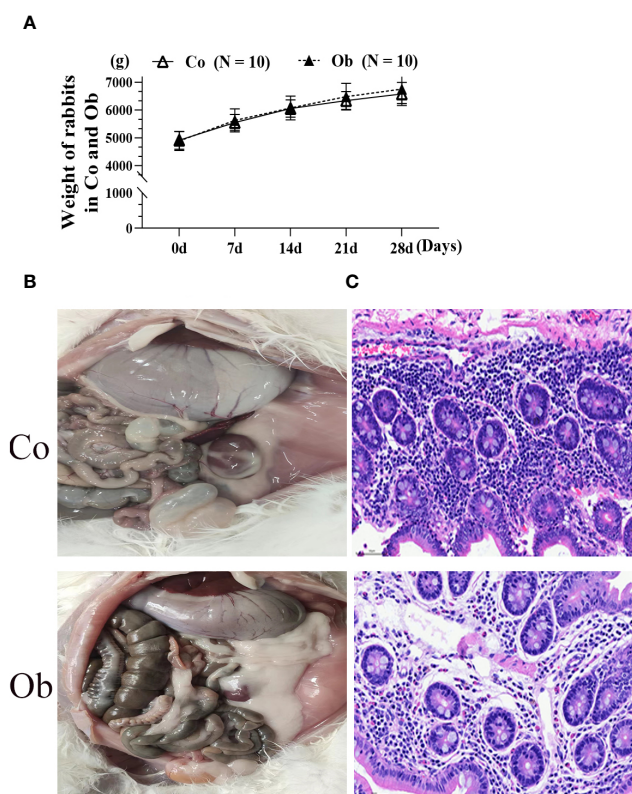 A
(g) Co (N = 10) Ob (N = 10)
Weight of rabbits
in Co and Ob
7000
6000
5000
4000
1000
0
0d 7d 14d 21d 28d (Days)
B C
Co
Ob